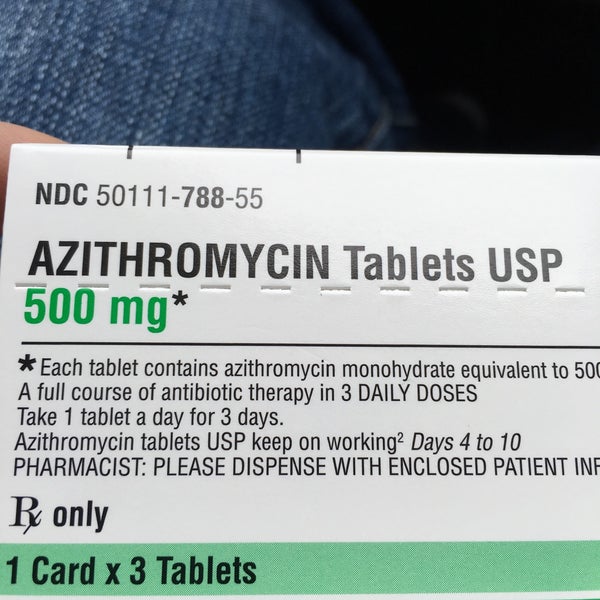 NDC 50111-788-55
AZITHROMYCIN Tablets USP
500 mg*
*Each tablet contains azithromycin monohydrate equivalent to 500
A full course of antibiotic therapy in 3 DAILY DOSES
Take 1 tablet a day for 3 days.
Azithromycin tablets USP keep on working² Days 4 to 10
PHARMACIST: PLEASE DISPENSE WITH ENCLOSED PATIENT INF
℞ only
1 Card x 3 Tablets